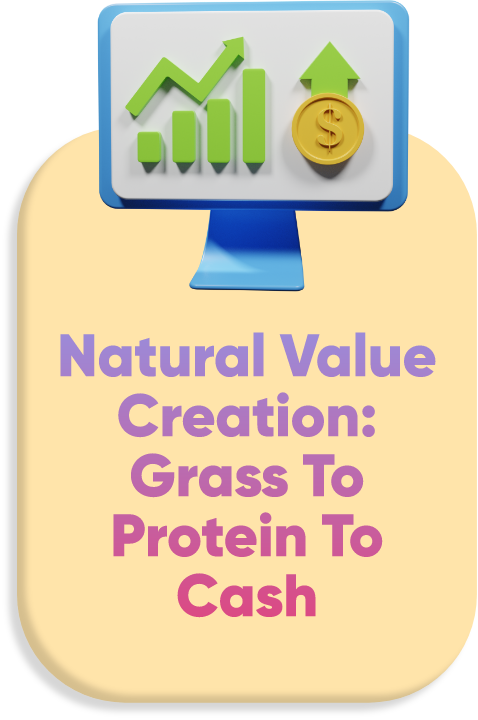 $
Natural Value
Creation:
Grass To
Protein To
Cash